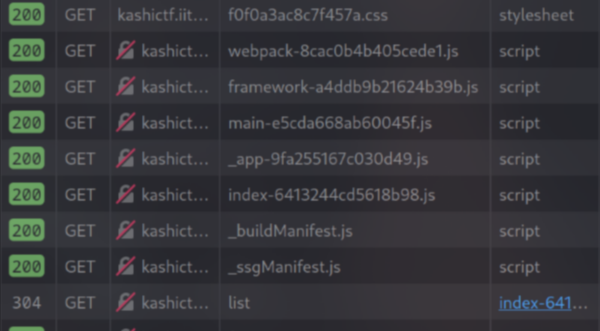 200 GET kashictf.iit... f0f0a3ac8c7f457a.css stylesheet
200 GET kashict... webpack-8cac0b4b405cede1.js script
200 GET kashict... framework-a4ddb9b21624b39b.js script
200 GET kashict... main-e5cda668ab60045f.js script
200 GET kashict... _app-9fa255167c030d49.js script
200 GET kashict... index-6413244cd5618b98.js script
200 GET kashict... _buildManifest.js script
200 GET kashict... _ssgManifest.js script
304 GET kashict... list index-641...